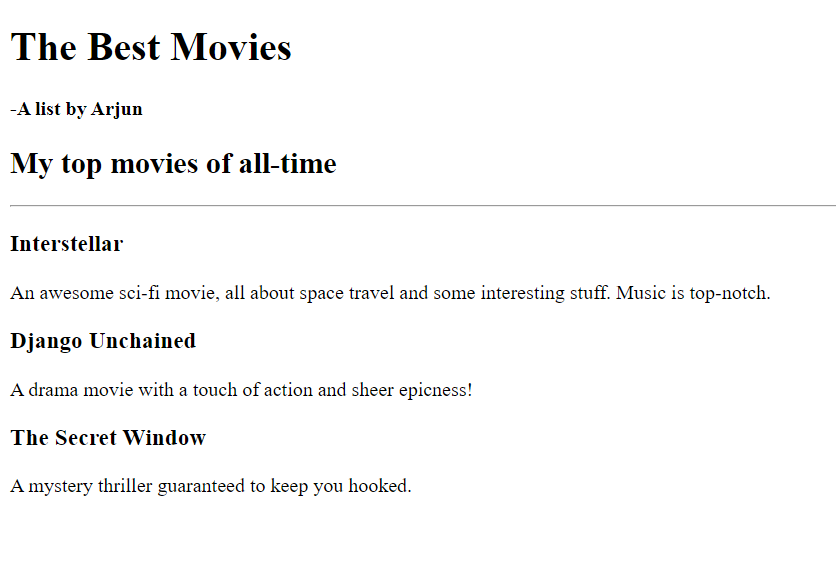 The Best Movies
-A list by Arjun
My top movies of all-time
Interstellar
An awesome sci-fi movie, all about space travel and some interesting stuff. Music is top-notch.
Django Unchained
A drama movie with a touch of action and sheer epicness!
The Secret Window
A mystery thriller guaranteed to keep you hooked.